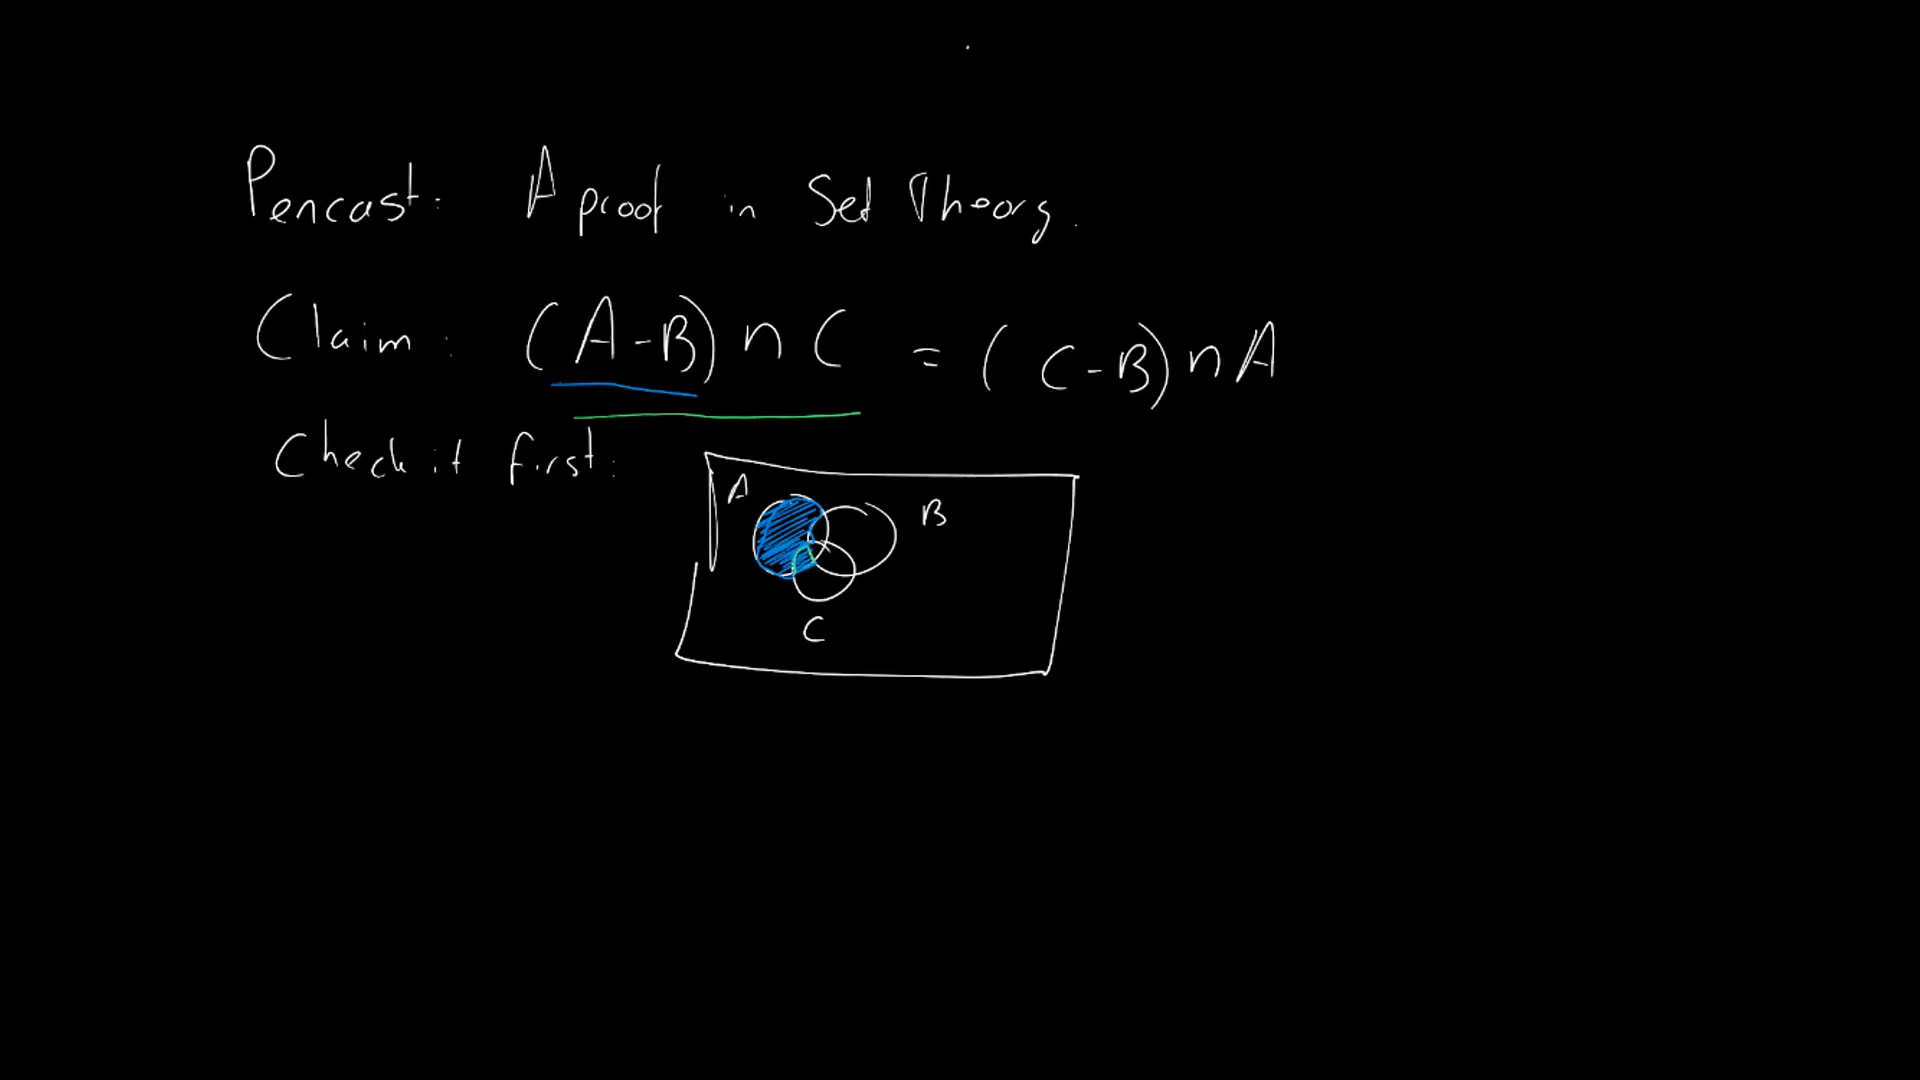 Pencast: A proof in Set Theory.
Claim: (A-B) ∩ C = (C-B) ∩ A
Check it first:
A
B
C